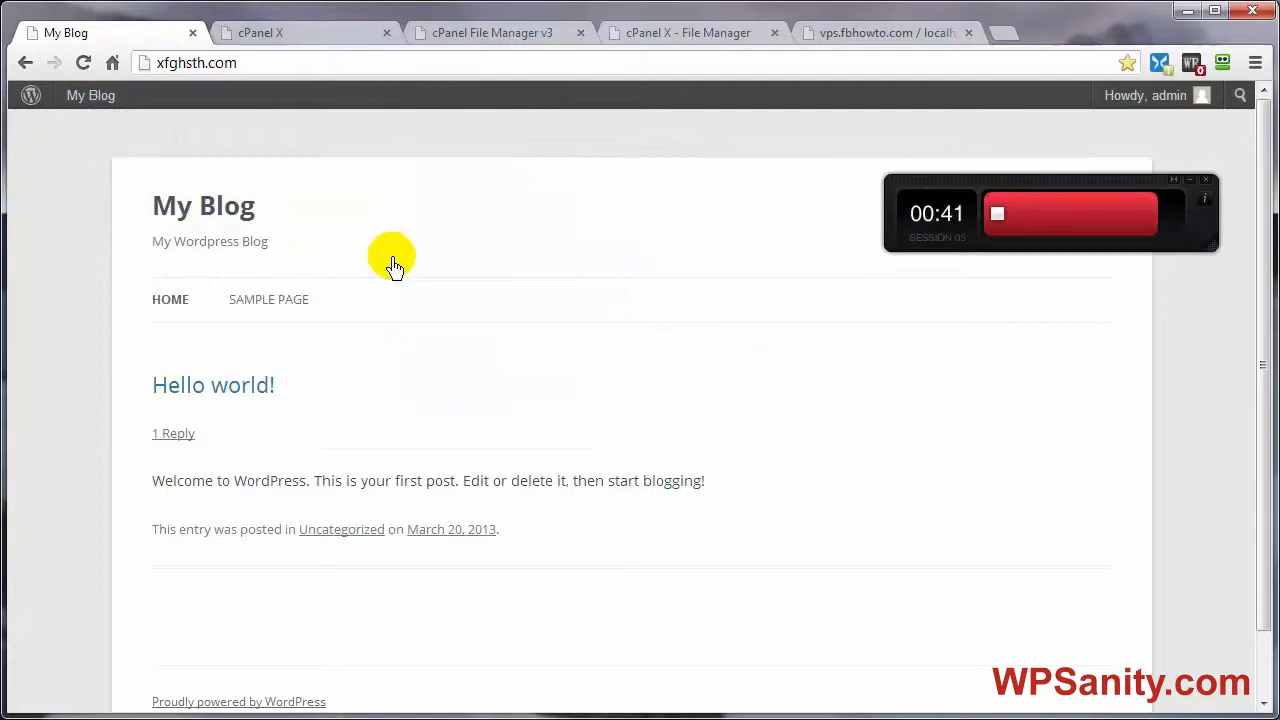 My Blog
cPanel X
cPanel File Manager v3
cPanel X - File Manager
vps.fbhowto.com / localh
xfghsth.com
My Blog
Howdy, admin
My Blog
My Wordpress Blog
00:41
SESSION 05
HOME
SAMPLE PAGE
Hello world!
1 Reply
Welcome to WordPress. This is your first post. Edit or delete it, then start blogging!
This entry was posted in Uncategorized on March 20, 2013.
Proudly powered by WordPress
WPSanity.com